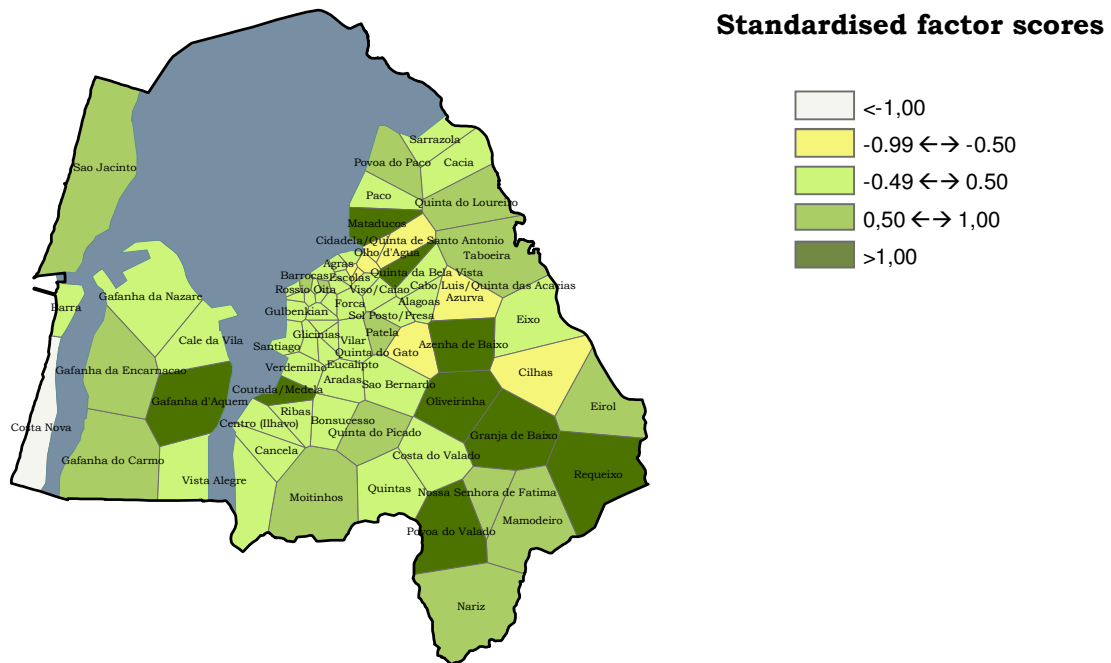 Standardised factor scores
<-1,00
-0.99 ←→ -0.50
-0.49 ←→ 0.50
0,50 ←→ 1,00
>1,00
Sao Jacinto
Sarrazola
Povoa do Paco
Cacia
Paco
Quinta do Loureiro
Mataducos
Cidadela/Quinta de Santo Antonio
Olho d'Agua
Taboeira
Agras
Barrocas
Escolas
Quinta da Bela Vista
Rossio
Oita
Viso/Caiao
Cabo Luis/Quinta das Acacias
Gafanha da Nazare
Barra
Forca
Alagoas
Azurva
Gulbenkian
Sol Posto/Presa
Eixo
Cale da Vila
Glicinias
Vilar
Patela
Santiago
Quinta do Gato
Azenha de Baixo
Verdemilho
Eucalipto
Gafanha da Encarnacao
Aradas
Sao Bernardo
Cilhas
Coutada/Medela
Gafanha d'Aquem
Oliveirinha
Eirol
Ribas
Costa Nova
Centro (Ilhavo)
Bonsucesso
Quinta do Picado
Granja de Baixo
Cancela
Gafanha do Carmo
Costa do Valado
Requeixo
Vista Alegre
Moitinhos
Quintas
Nossa Senhora de Fatima
Mamodeiro
Povoa do Valado
Nariz